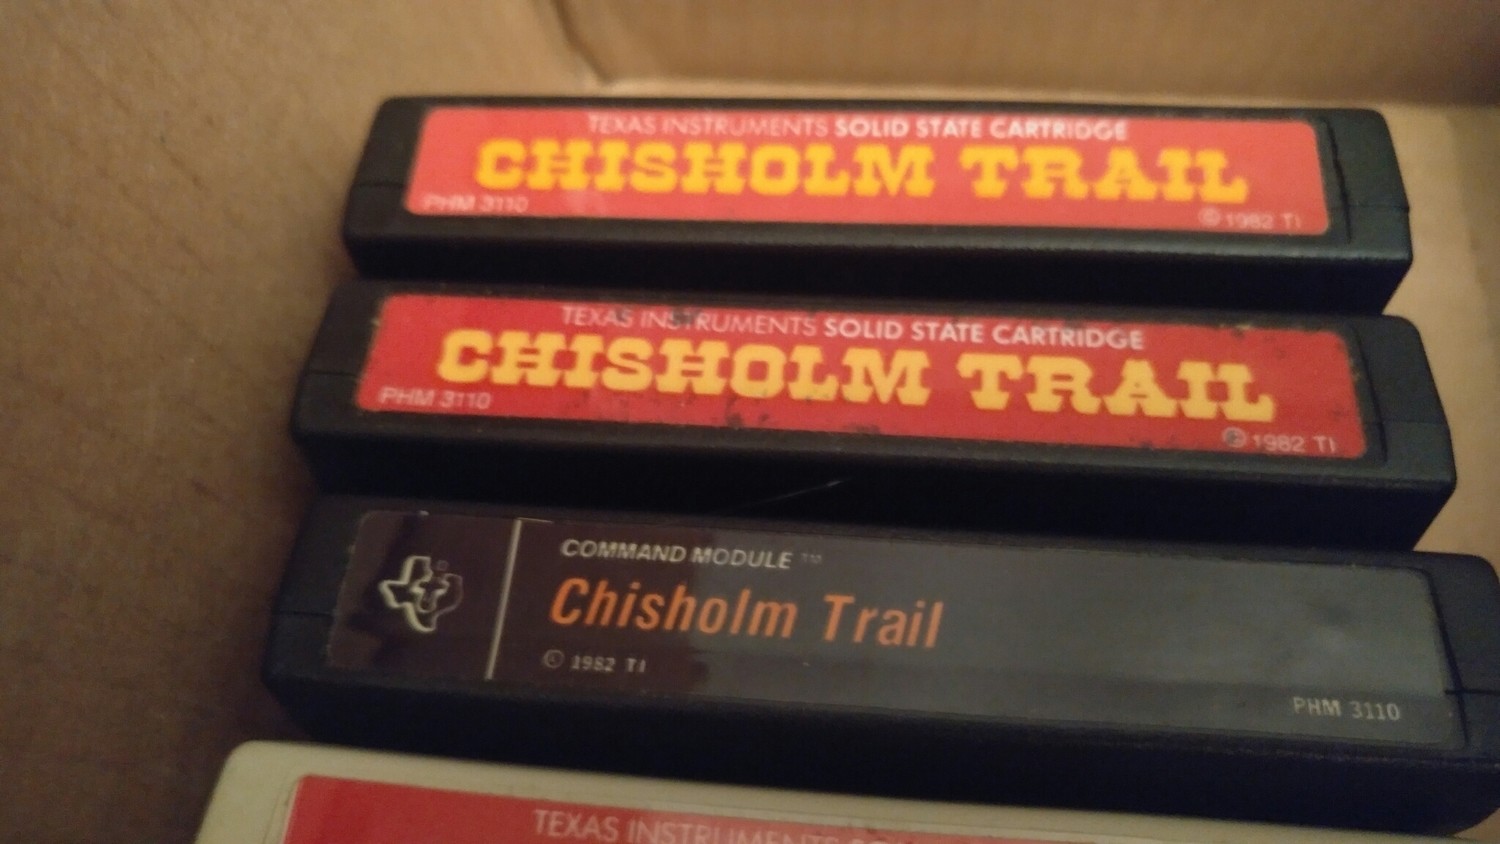 TEXAS INSTRUMENTS SOLID STATE CARTRIDGE
CHISHOLM TRAIL
PHM 3110
© 1982 TI
TEXAS INSTRUMENTS SOLID STATE CARTRIDGE
CHISHOLM TRAIL
PHM 3110
© 1982 TI
COMMAND MODULE ™
Chisholm Trail
© 1982 TI
PHM 3110
TEXAS INSTRUMENTS